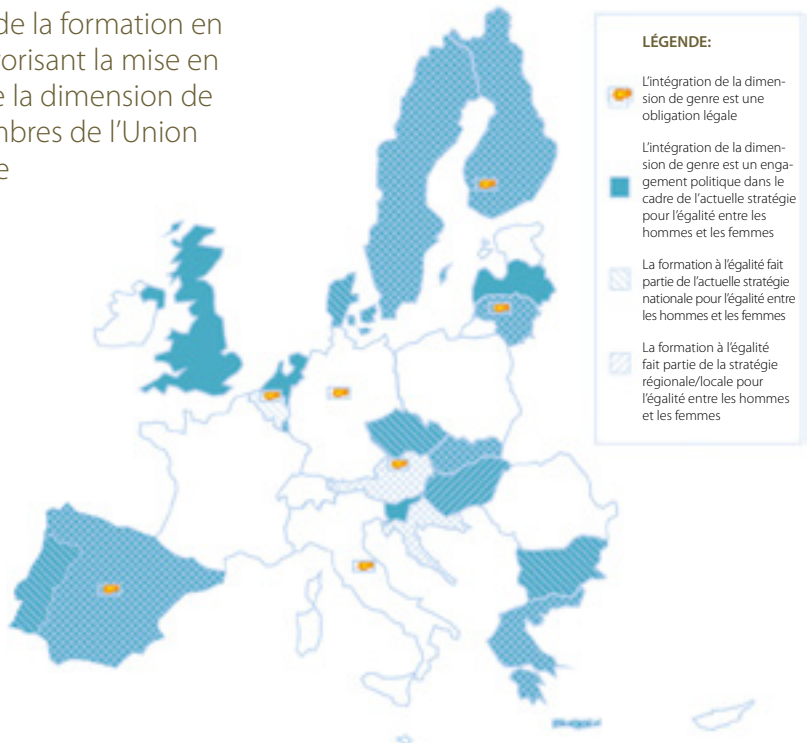 de la formation en
orisant la mise en
e la dimension de
mbres de l'Union
e
LÉGENDE:
L'intégration de la dimen-
sion de genre est une
obligation légale
L'intégration de la dimen-
sion de genre est un enga-
gement politique dans le
cadre de l'actuelle stratégie
pour l'égalité entre les
hommes et les femmes
La formation à l'égalité fait
partie de l'actuelle stratégie
nationale pour l'égalité entre
les hommes et les femmes
La formation à l'égalité
fait partie de la stratégie
régionale/locale pour
l'égalité entre les hommes
et les femmes